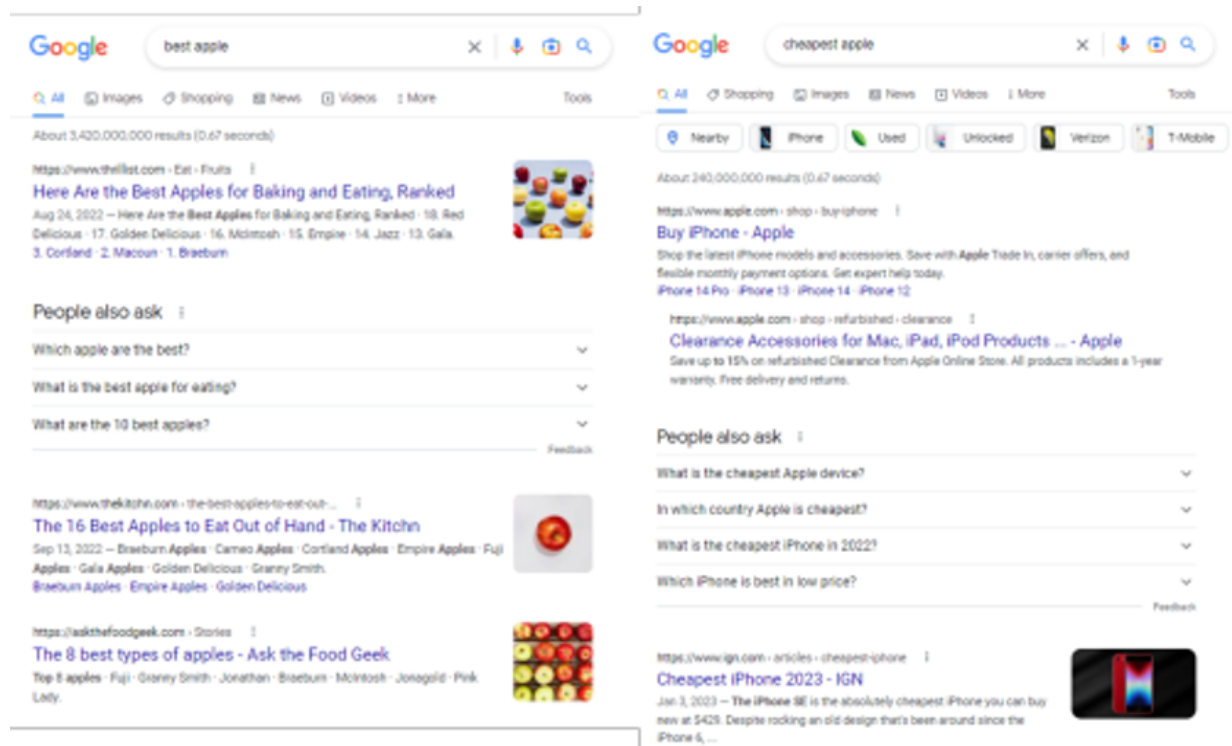 Google
best apple
All Images Shopping News Videos More Tools
About 3,420,000,000 results (0.67 seconds)
https://www.thrillist.com › Eat › Fruits
Here Are the Best Apples for Baking and Eating, Ranked
Aug 24, 2022 — Here Are the Best Apples for Baking and Eating, Ranked · 18. Red
Delicious · 17. Golden Delicious · 16. McIntosh · 15. Empire · 14. Jazz · 13. Gala.
3. Cortland · 2. Macoun · 1. Braeburn
People also ask
Which apple are the best?
What is the best apple for eating?
What are the 10 best apples?
Feedback
https://www.thekitchn.com › the-best-apples-to-eat-out-...
The 16 Best Apples to Eat Out of Hand - The Kitchn
Sep 13, 2022 — Braeburn Apples · Cameo Apples · Cortland Apples · Empire Apples · Fuji
Apples · Gala Apples · Golden Delicious · Granny Smith.
Braeburn Apples · Empire Apples · Golden Delicious
https://askthefoodgeek.com › Stories
The 8 best types of apples - Ask the Food Geek
Top 8 apples · Fuji · Granny Smith · Jonathan · Braeburn · McIntosh · Jonagold · Pink
Lady.
Google
cheapest apple
All Shopping Images News Videos More Tools
Nearby iPhone Used Unlocked Verizon T-Mobile
About 240,000,000 results (0.67 seconds)
https://www.apple.com › shop › buy-iphone
Buy iPhone - Apple
Shop the latest iPhone models and accessories. Save with Apple Trade In, carrier offers, and
flexible monthly payment options. Get expert help today.
iPhone 14 Pro · iPhone 13 · iPhone 14 · iPhone 12
https://www.apple.com › shop › refurbished › clearance
Clearance Accessories for Mac, iPad, iPod Products ... - Apple
Save up to 15% on refurbished Clearance from Apple Online Store. All products includes a 1-year
warranty. Free delivery and returns.
People also ask
What is the cheapest Apple device?
In which country Apple is cheapest?
What is the cheapest iPhone in 2022?
Which iPhone is best in low price?
Feedback
https://www.ign.com › articles › cheapest-iphone
Cheapest iPhone 2023 - IGN
Jan 3, 2023 — The iPhone SE is the absolutely cheapest iPhone you can buy
new at $429. Despite rocking an old design that's been around since the
iPhone 6, ...